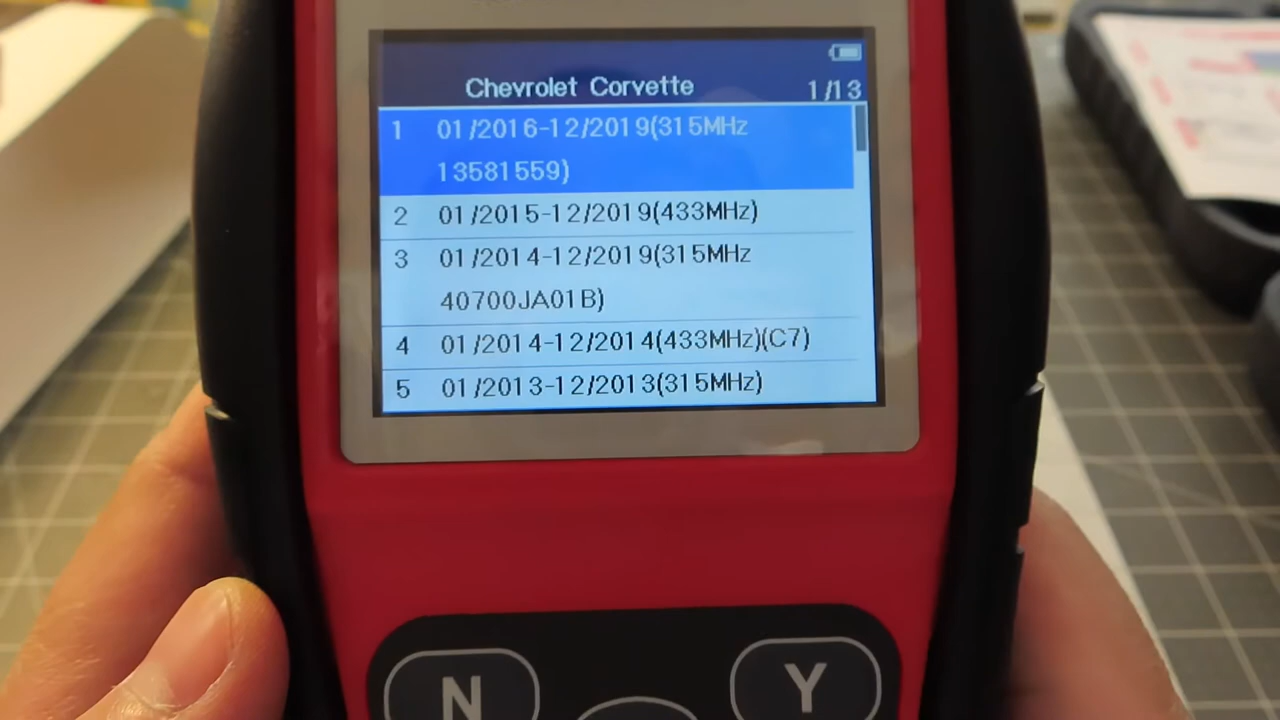 Chevrolet Corvette 1/13
1 01/2016-12/2019(315MHz
13581559)
2 01/2015-12/2019(433MHz)
3 01/2014-12/2019(315MHz
40700JA01B)
4 01/2014-12/2014(433MHz)(C7)
5 01/2013-12/2013(315MHz)
N Y